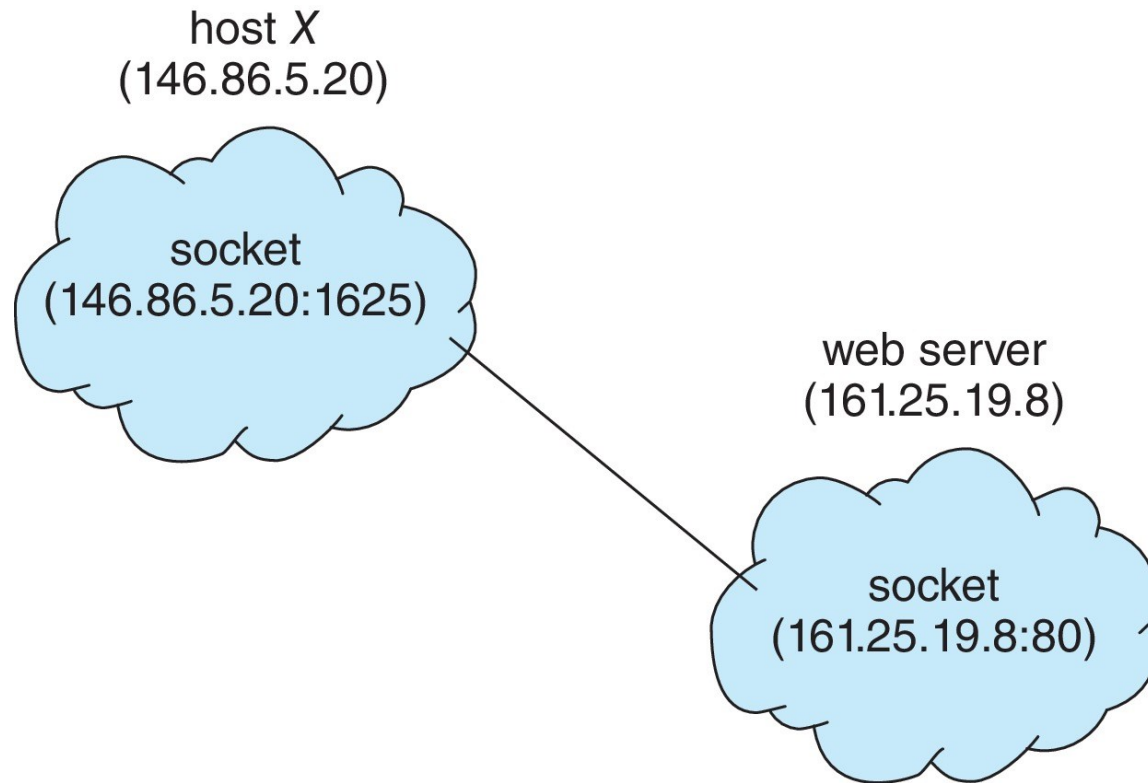 host X
(146.86.5.20)
socket
(146.86.5.20:1625)
web server
(161.25.19.8)
socket
(161.25.19.8:80)